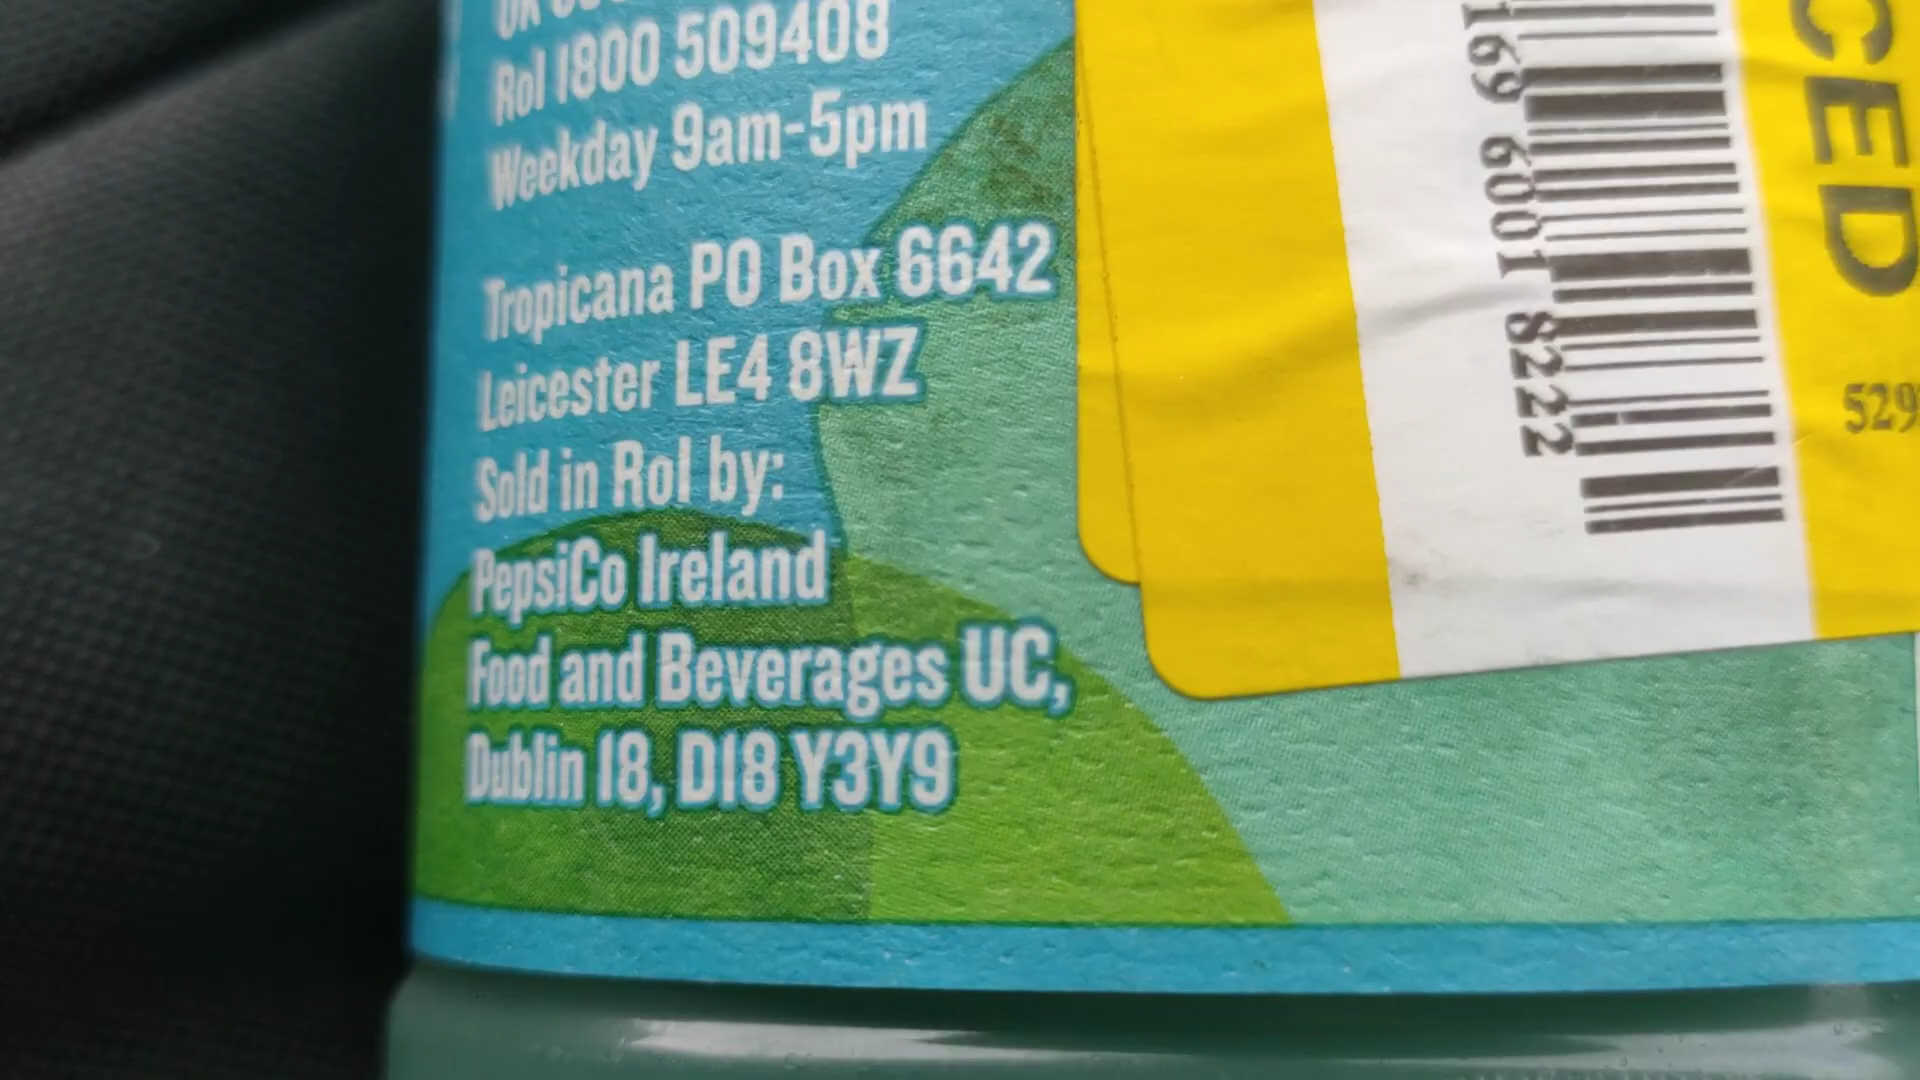 RoI 1800 509408
Weekday 9am-5pm
Tropicana PO Box 6642
Leicester LE4 8WZ
Sold in RoI by:
PepsiCo Ireland
Food and Beverages UC,
Dublin 18, D18 Y3Y9
169 6001 8222
CED
529